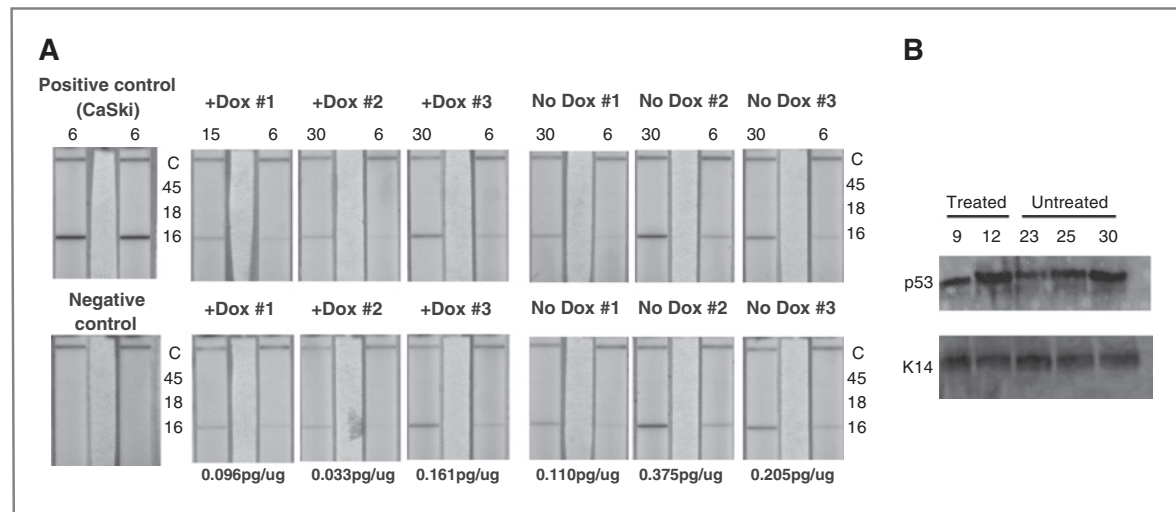 A
Positive control
(CaSki)
+Dox #1 +Dox #2 +Dox #3 No Dox #1 No Dox #2 No Dox #3
6 6 15 6 30 6 30 6 30 6 30 6 30 6
C C
45 45
18 18
16 16
Negative
control
+Dox #1 +Dox #2 +Dox #3 No Dox #1 No Dox #2 No Dox #3
C C
45 45
18 18
16 16
0.096pg/ug 0.033pg/ug 0.161pg/ug 0.110pg/ug 0.375pg/ug 0.205pg/ug
B
Treated Untreated
9 12 23 25 30
p53
K14